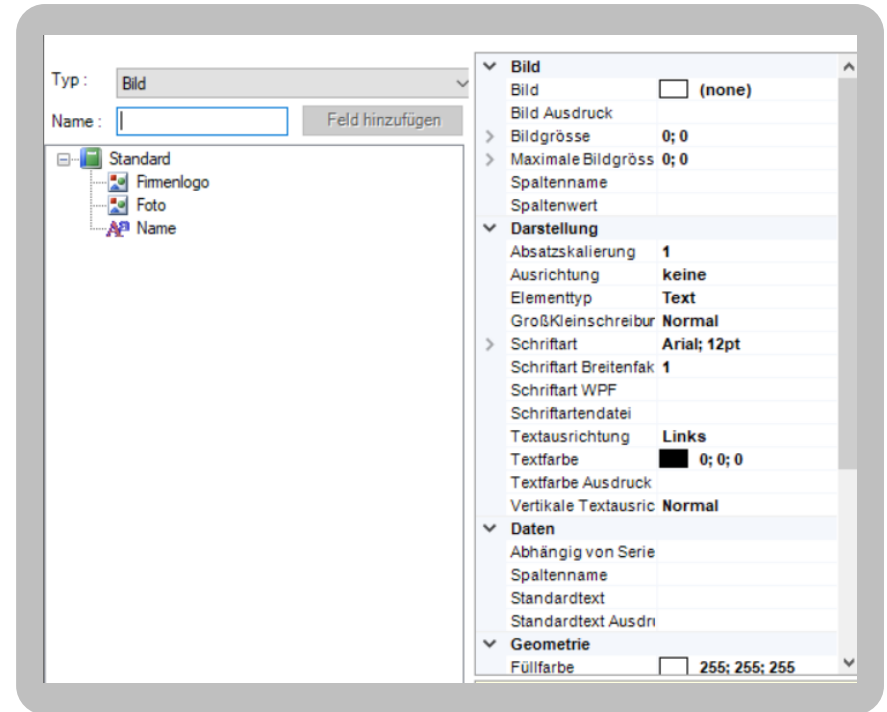 Typ :
Bild
Name :
Feld hinzufügen
Standard
Firmenlogo
Foto
Name
Bild
Bild (none)
Bild Ausdruck
Bildgrösse 0; 0
Maximale Bildgröss 0; 0
Spaltenname
Spaltenwert
Darstellung
Absatzskalierung 1
Ausrichtung keine
Elementtyp Text
GroßKleinschreibur Normal
Schriftart Arial; 12pt
Schriftart Breitenfak 1
Schriftart WPF
Schriftartendatei
Textausrichtung Links
Textfarbe 0; 0; 0
Textfarbe Ausdruck
Vertikale Textausric Normal
Daten
Abhängig von Serie
Spaltenname
Standardtext
Standardtext Ausdru
Geometrie
Füllfarbe 255; 255; 255